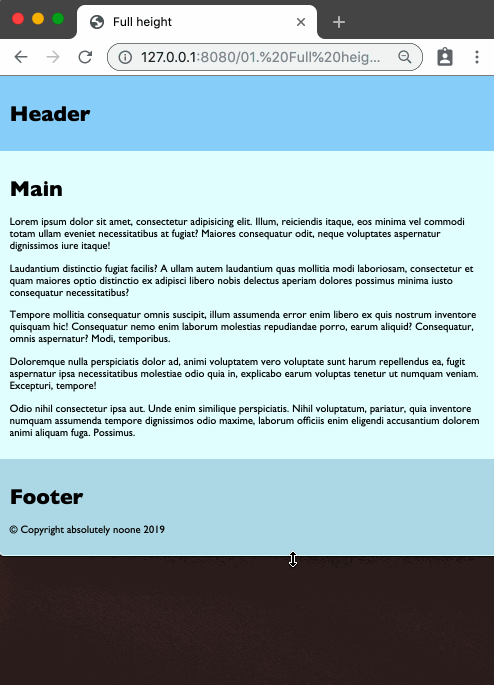 Full height
127.0.0.1:8080/01.%20Full%20heig...
Header
Main
Lorem ipsum dolor sit amet, consectetur adipisicing elit. Illum, reiciendis itaque, eos minima vel commodi
totam ullam eveniet necessitatibus at fugiat? Maiores consequatur odit, neque voluptates aspernatur
dignissimos iure itaque!
Laudantium distinctio fugiat facilis? A ullam autem laudantium quas mollitia modi laboriosam, consectetur et
quam maiores optio distinctio ex adipisci libero nobis delectus aperiam dolores possimus minima iusto
consequatur necessitatibus?
Tempore mollitia consequatur omnis suscipit, illum assumenda error enim libero ex quis nostrum inventore
quisquam hic! Consequatur nemo enim laborum molestias repudiandae porro, earum aliquid? Consequatur,
omnis aspernatur? Modi, temporibus.
Doloremque nulla perspiciatis dolor ad, animi voluptatem vero voluptate sunt harum repellendus ea, fugit
aspernatur ipsa necessitatibus molestiae odio quia in, explicabo earum voluptas tenetur ut numquam veniam.
Excepturi, tempore!
Odio nihil consectetur ipsa aut. Unde enim similique perspiciatis. Nihil voluptatum, pariatur, quia inventore
numquam assumenda tempore dignissimos odio maxime, laborum officiis enim eligendi accusantium dolorem
animi aliquam fuga. Possimus.
Footer
© Copyright absolutely noone 2019